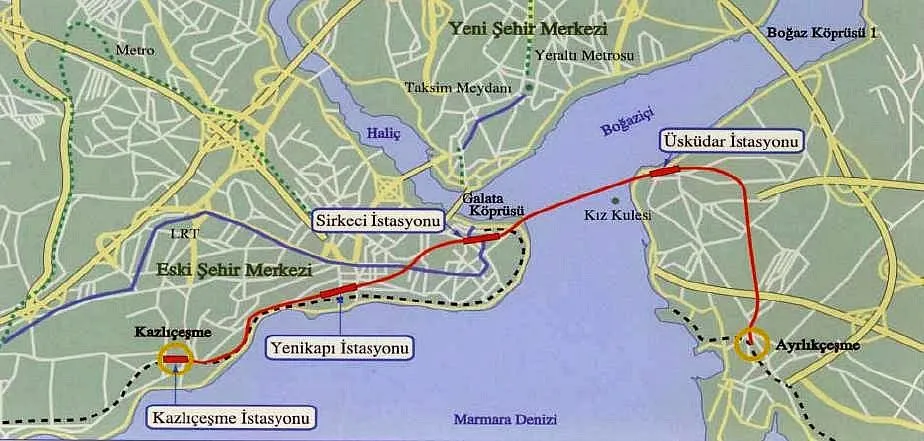 Yeni Şehir Merkezi
Boğaz Köprüsü 1
Metro
Yeraltı Metrosu
Taksim Meydanı
Haliç
Boğaziçi
Üsküdar İstasyonu
Galata
Köprüsü
Kız Kulesi
Sirkeci İstasyonu
LRT
Eski Şehir Merkezi
Kazlıçeşme
Yenikapı İstasyonu
Ayrlıkçeşme
Kazlıçeşme İstasyonu
Marmara Denizi